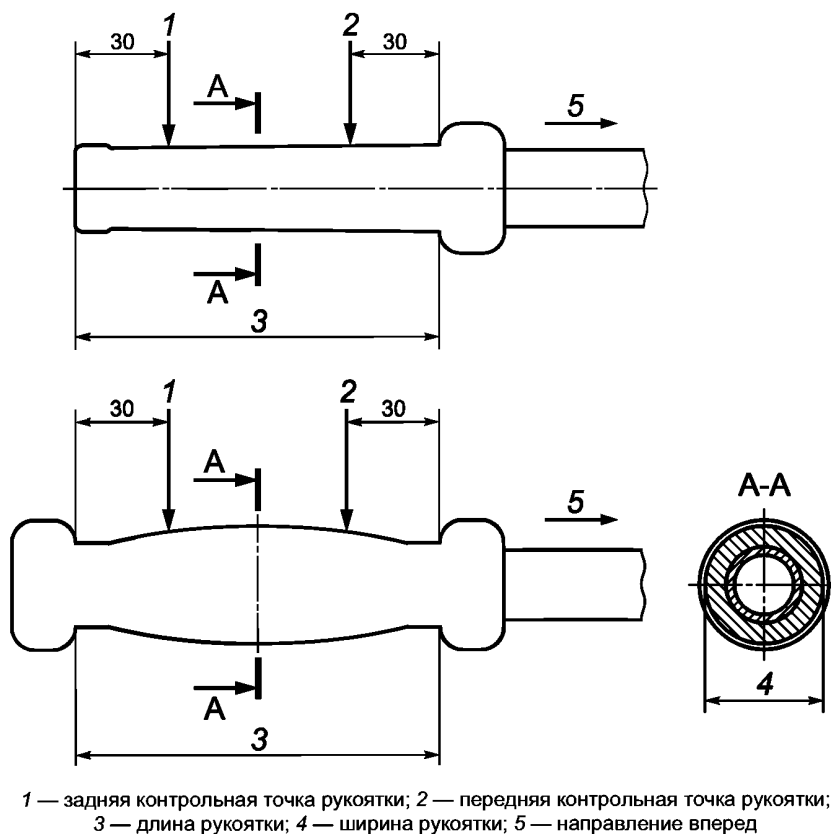 1 2
30 30
А
5
А
3
1 2
30 30
А
5
А-А
А
3
4
1 — задняя контрольная точка рукоятки; 2 — передняя контрольная точка рукоятки;
3 — длина рукоятки; 4 — ширина рукоятки; 5 — направление вперед